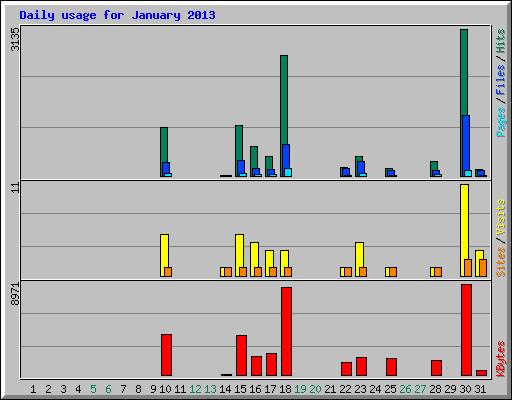 Daily usage for January 2013
3135
11
8971
Pages / Files / Hits
Sites / Visits
KBytes
1 2 3 4 5 6 7 8 9 10 11 12 13 14 15 16 17 18 19 20 21 22 23 24 25 26 27 28 29 30 31